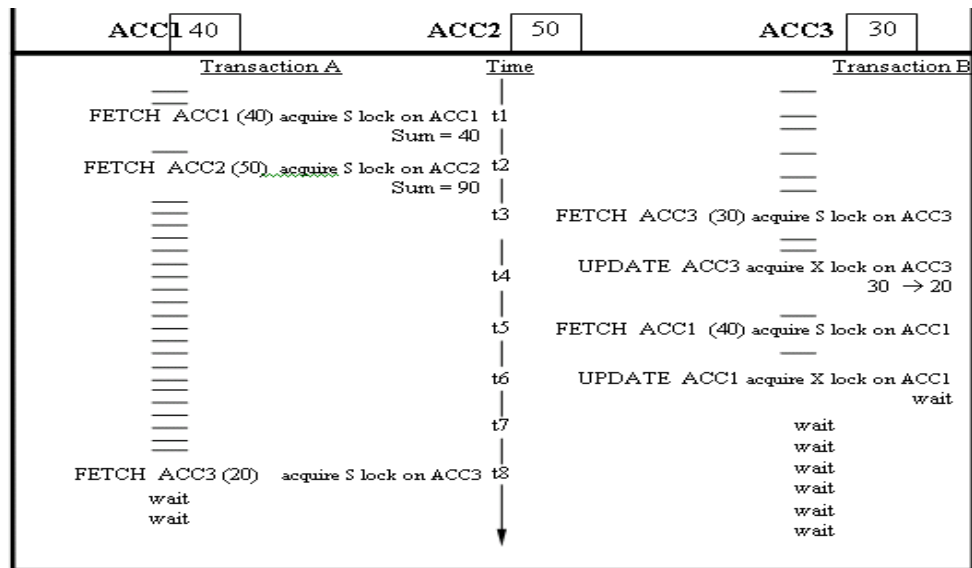 ACC1 40 ACC2 50 ACC3 30
Transaction A Time Transaction B
FETCH ACC1 (40) acquire S lock on ACC1 t1
Sum = 40
FETCH ACC2 (50) acquire S lock on ACC2 t2
Sum = 90
t3 FETCH ACC3 (30) acquire S lock on ACC3
t4 UPDATE ACC3 acquire X lock on ACC3
30 → 20
t5 FETCH ACC1 (40) acquire S lock on ACC1
t6 UPDATE ACC1 acquire X lock on ACC1
wait
t7 wait
wait
FETCH ACC3 (20) acquire S lock on ACC3 t8 wait
wait wait
wait wait
wait